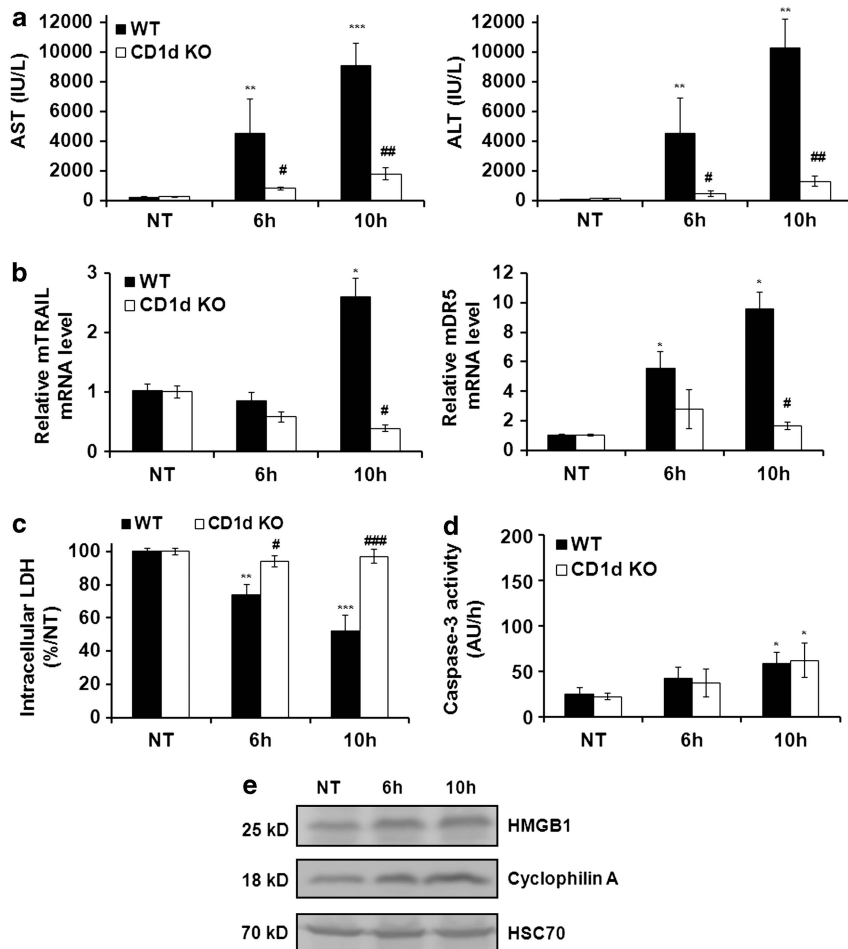 a
WT
CD1d KO
AST (IU/L)
12000
10000
8000
6000
4000
2000
0
** 
#
***
##
NT 6h 10h
ALT (IU/L)
12000
10000
8000
6000
4000
2000
0
**
#
**
##
NT 6h 10h
b
WT
CD1d KO
Relative mTRAIL
mRNA level
3
2
1
0
*
#
NT 6h 10h
Relative mDR5
mRNA level
12
10
8
6
4
2
0
*
*
#
NT 6h 10h
c
WT CD1d KO
Intracellular LDH
(%/NT)
100
80
60
40
20
0
**
#
***
###
NT 6h 10h
d
WT
CD1d KO
Caspase-3 activity
(AU/h)
200
150
100
50
0
*
*
NT 6h 10h
e
NT 6h 10h
25 kD HMGB1
18 kD Cyclophilin A
70 kD HSC70